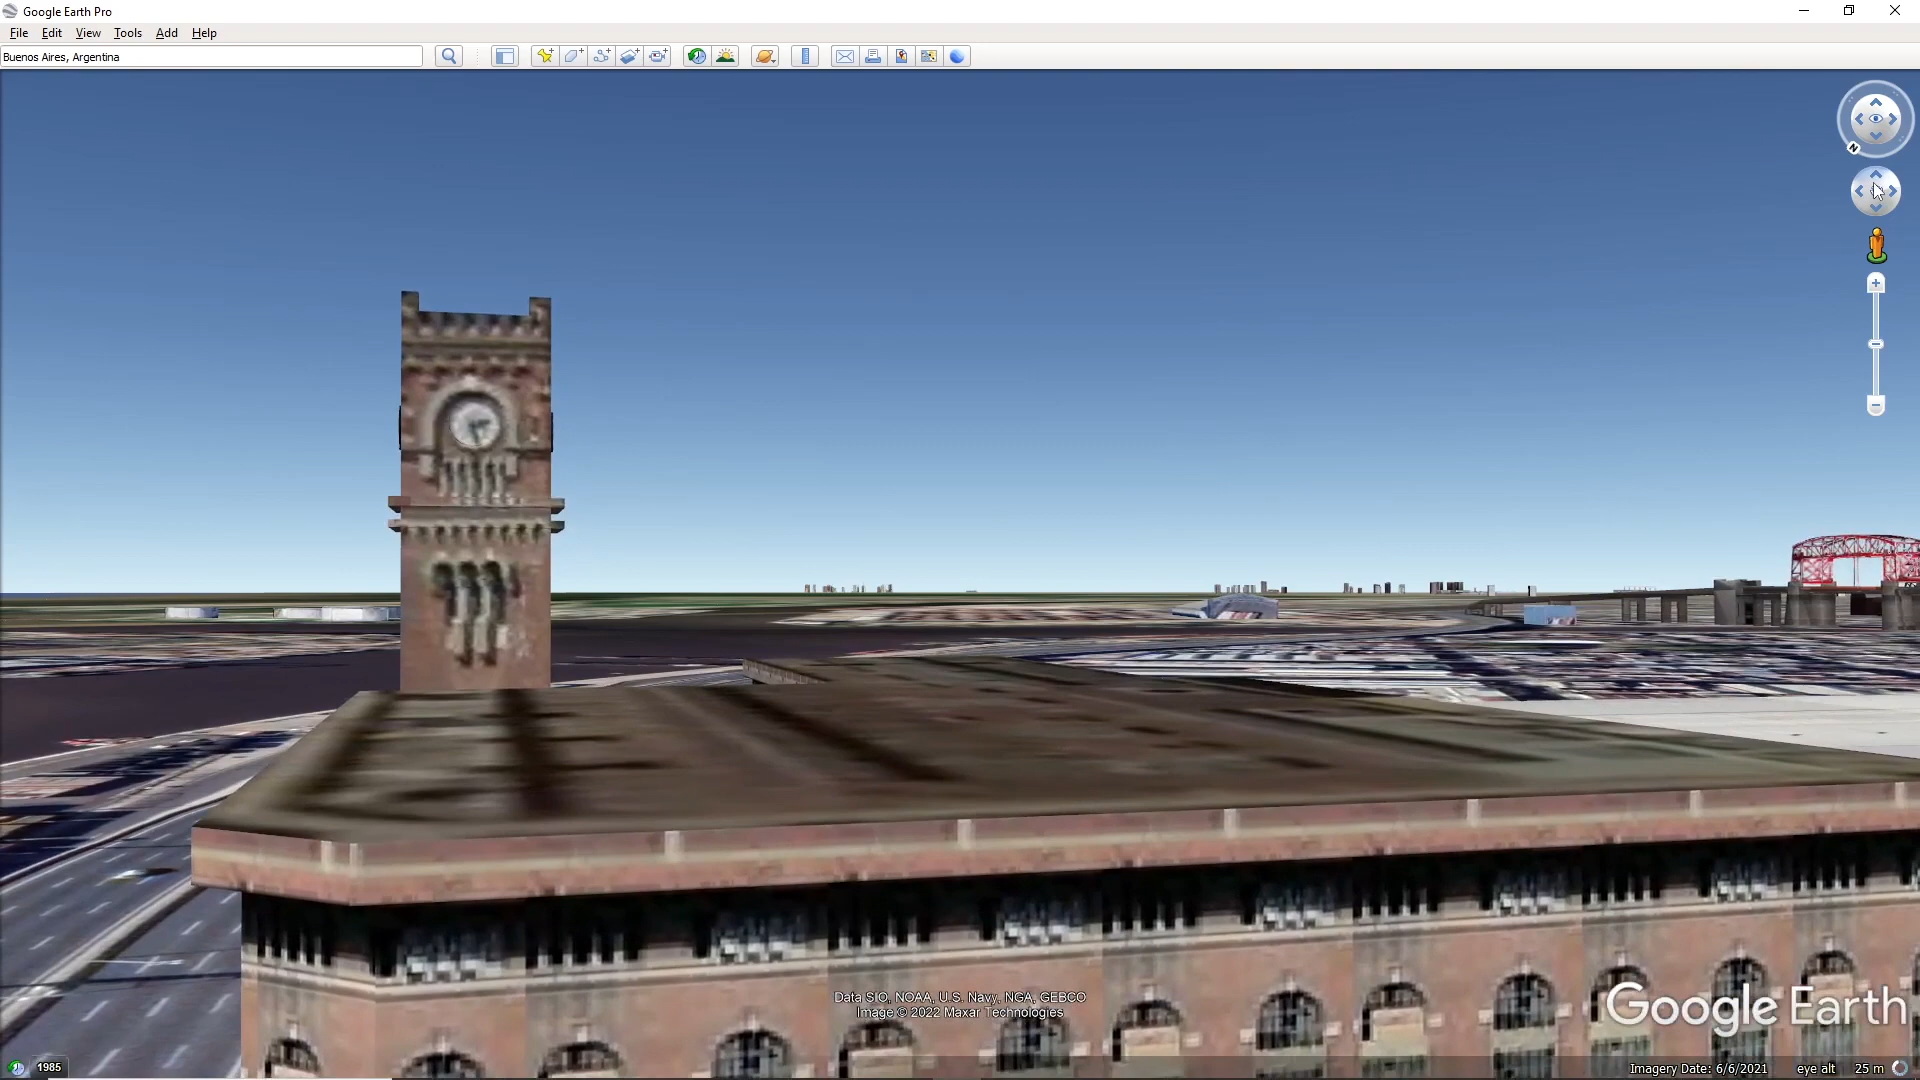 Google Earth Pro
File Edit View Tools Add Help
Buenos Aires, Argentina
N
Data SIO, NOAA, U.S. Navy, NGA, GEBCO
Image © 2022 Maxar Technologies
Google Earth
1985
Imagery Date: 6/6/2021 eye alt 25 m